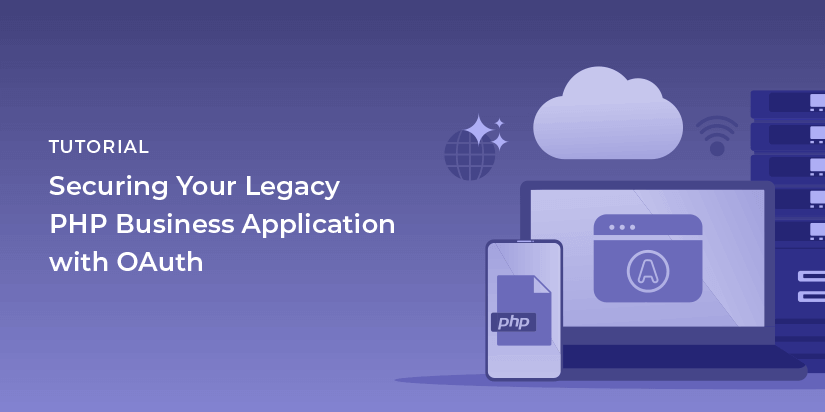 TUTORIAL
Securing Your Legacy
PHP Business Application
with OAuth
A
php